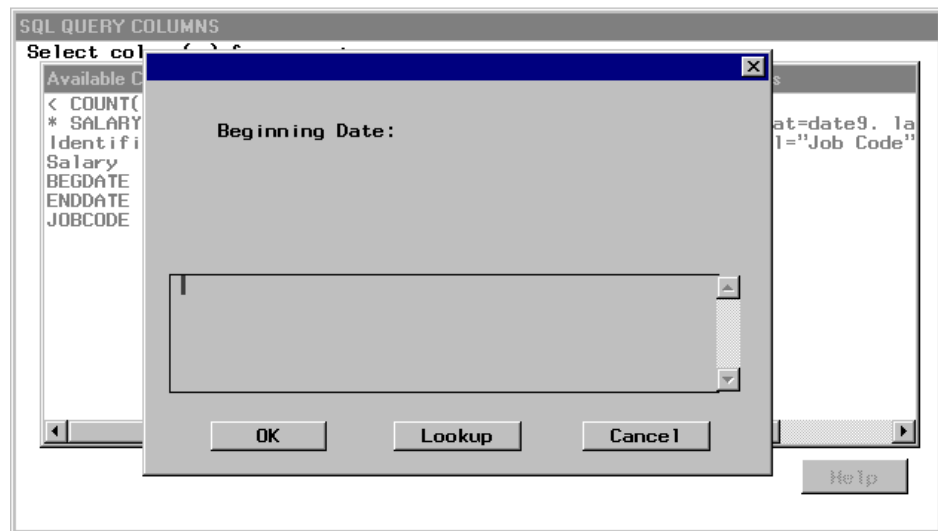 SQL QUERY COLUMNS
Select
Available C
< COUNT(
* SALARY
Identifi
Salary
BEGDATE
ENDDATE
JOBCODE
s
at=date9. la
l="Job Code"
Beginning Date:
OK Lookup Cancel
Help